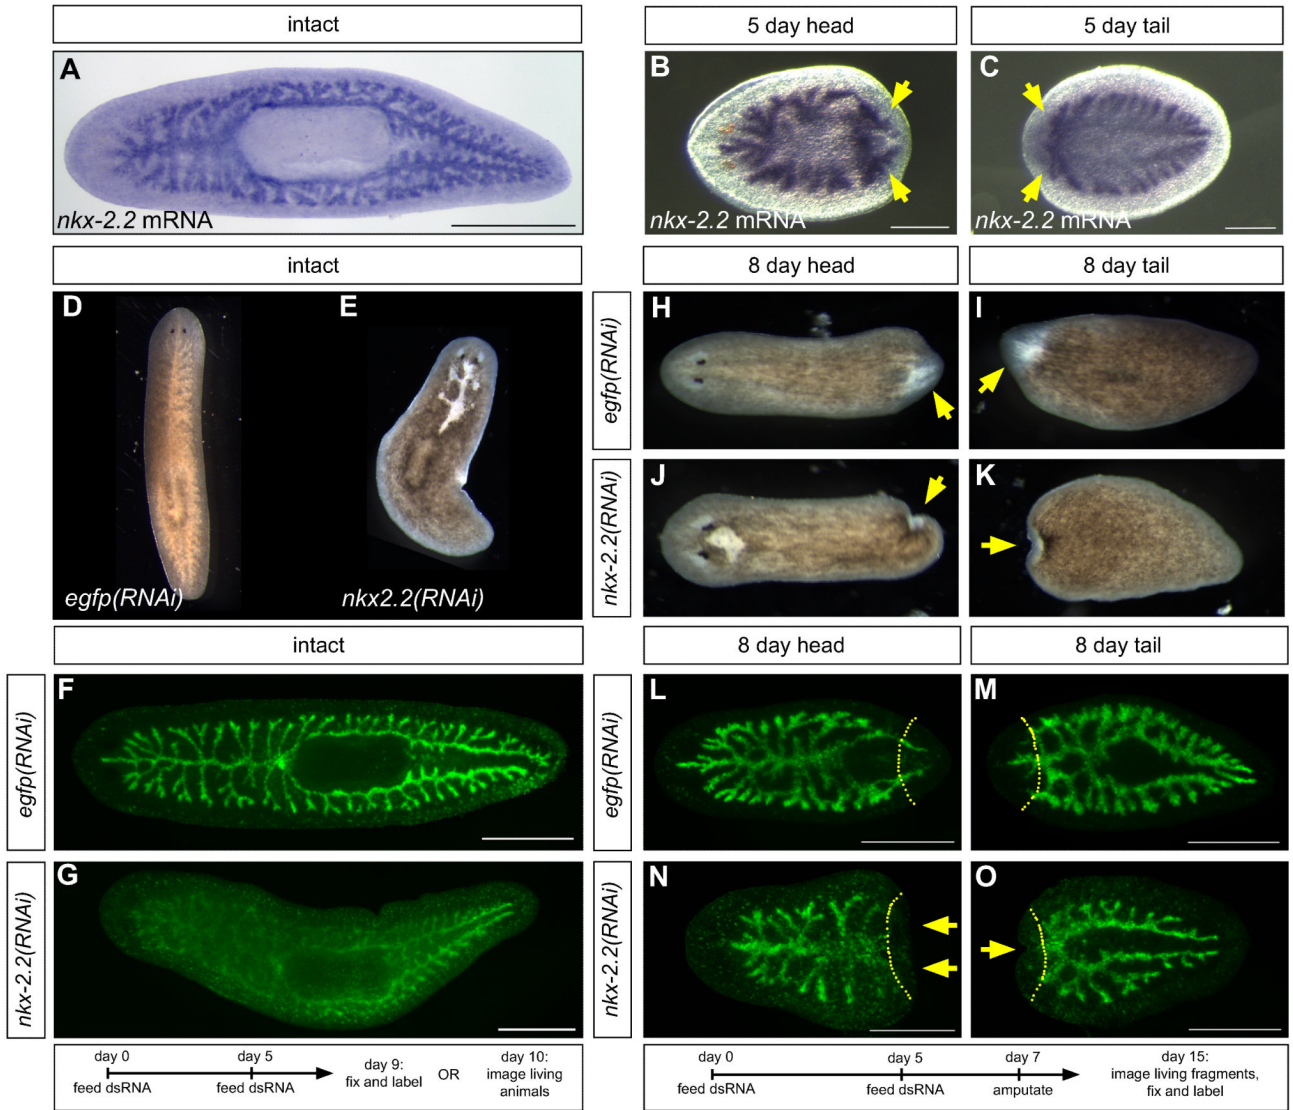 intact
5 day head
5 day tail
A
nkx-2.2 mRNA
B
nkx-2.2 mRNA
C
nkx-2.2 mRNA
intact
8 day head
8 day tail
D
egfp(RNAi)
E
nkx2.2(RNAi)
egfp(RNAi)
H
I
nkx-2.2(RNAi)
J
K
intact
8 day head
8 day tail
egfp(RNAi)
F
egfp(RNAi)
L
M
nkx-2.2(RNAi)
G
nkx-2.2(RNAi)
N
O
day 0
feed dsRNA
day 5
feed dsRNA
day 9:
fix and label
OR
day 10:
image living
animals
day 0
feed dsRNA
day 5
feed dsRNA
day 7
amputate
day 15:
image living fragments,
fix and label